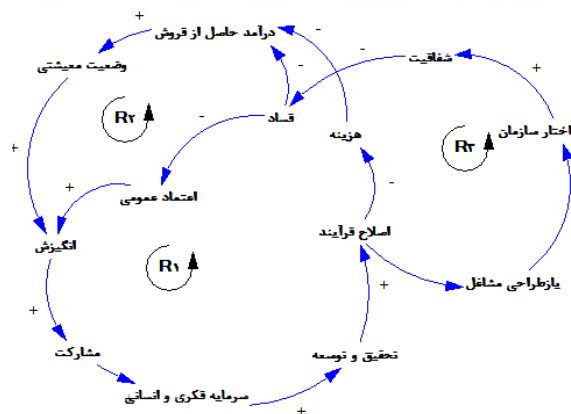 درآمد حاصل از فروش
وضعیت معیشتی
شفافیت
R۲
فساد
هزینه
اختار سازمان
R۳
اعتماد عمومی
اصلاح فرآیند
انگیزش
R۱
بازطراحی مشاغل
مشارکت
تحقیق و توسعه
سرمایه فکری و انسانی
+
-
-
+
-
+
-
+
-
+
+
+
+